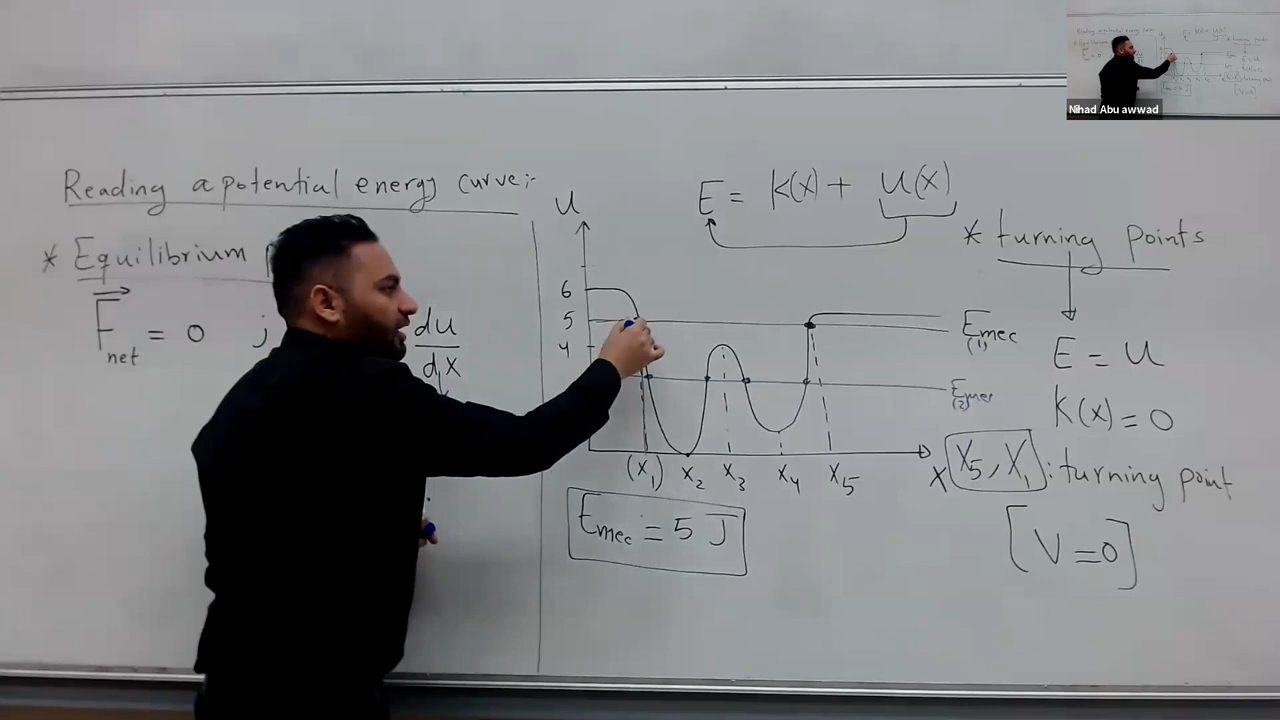 Nihad Abu awwad
Reading a potential energy curve:-
* Equilibrium
F net = 0 j
du
dx
E = K(x) + U(x)
U
6
5
4
Emec (1)
Emec (2)
(x1) x2 x3 x4 x5
x
Emec = 5 J
* turning points
E = U
K(x) = 0
x5, x1 : turning point
[V = 0]